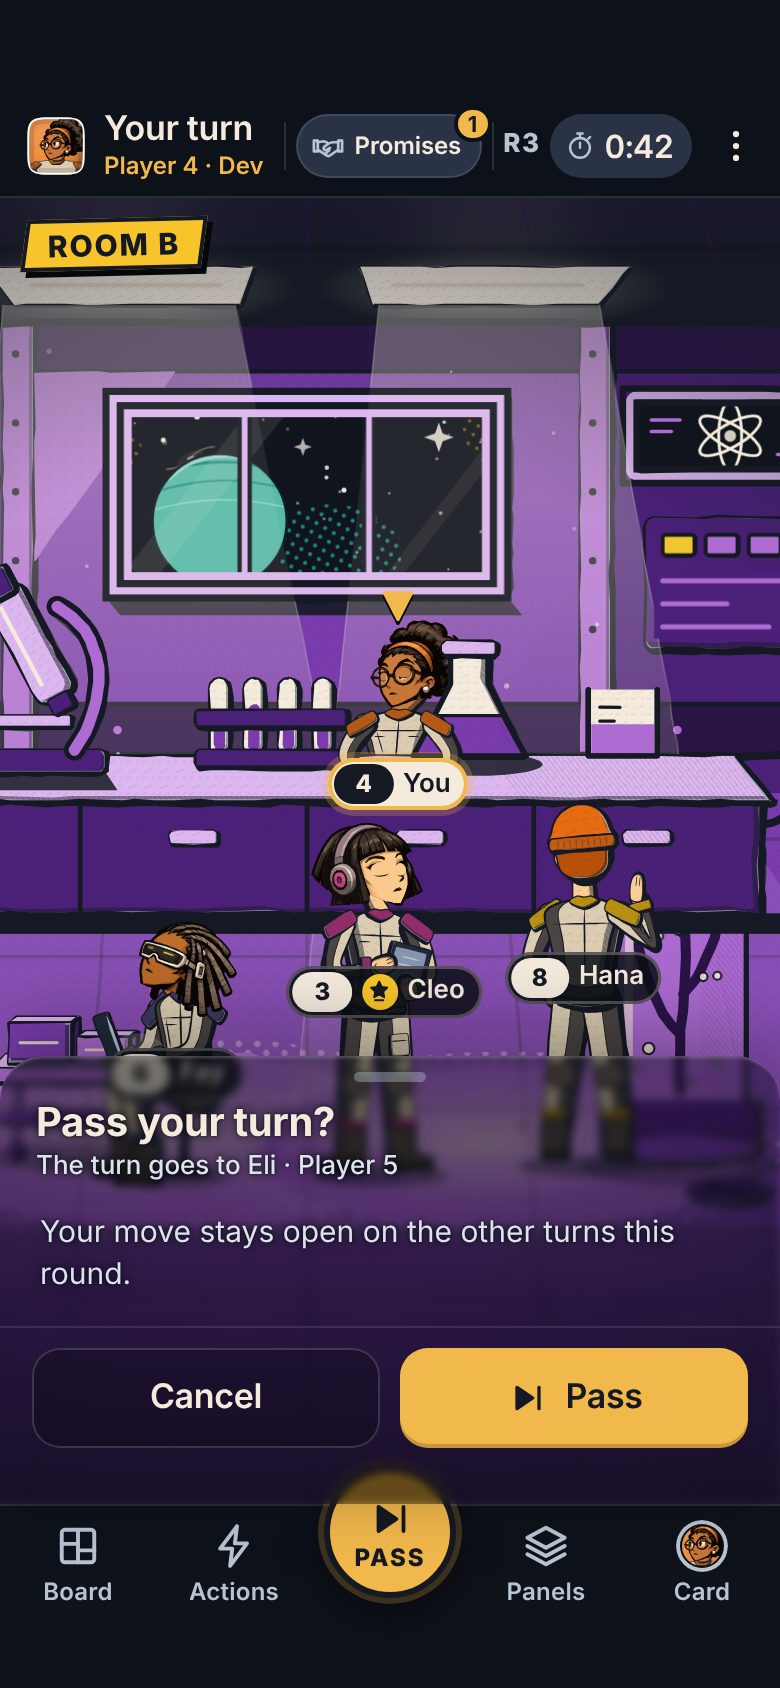 Your turn
Player 4 · Dev
Promises
1
R3
0:42
ROOM B
4 You
3 Cleo
8 Hana
Pass your turn?
The turn goes to Eli · Player 5
Your move stays open on the other turns this
round.
Cancel
Pass
PASS
Board
Actions
Panels
Card